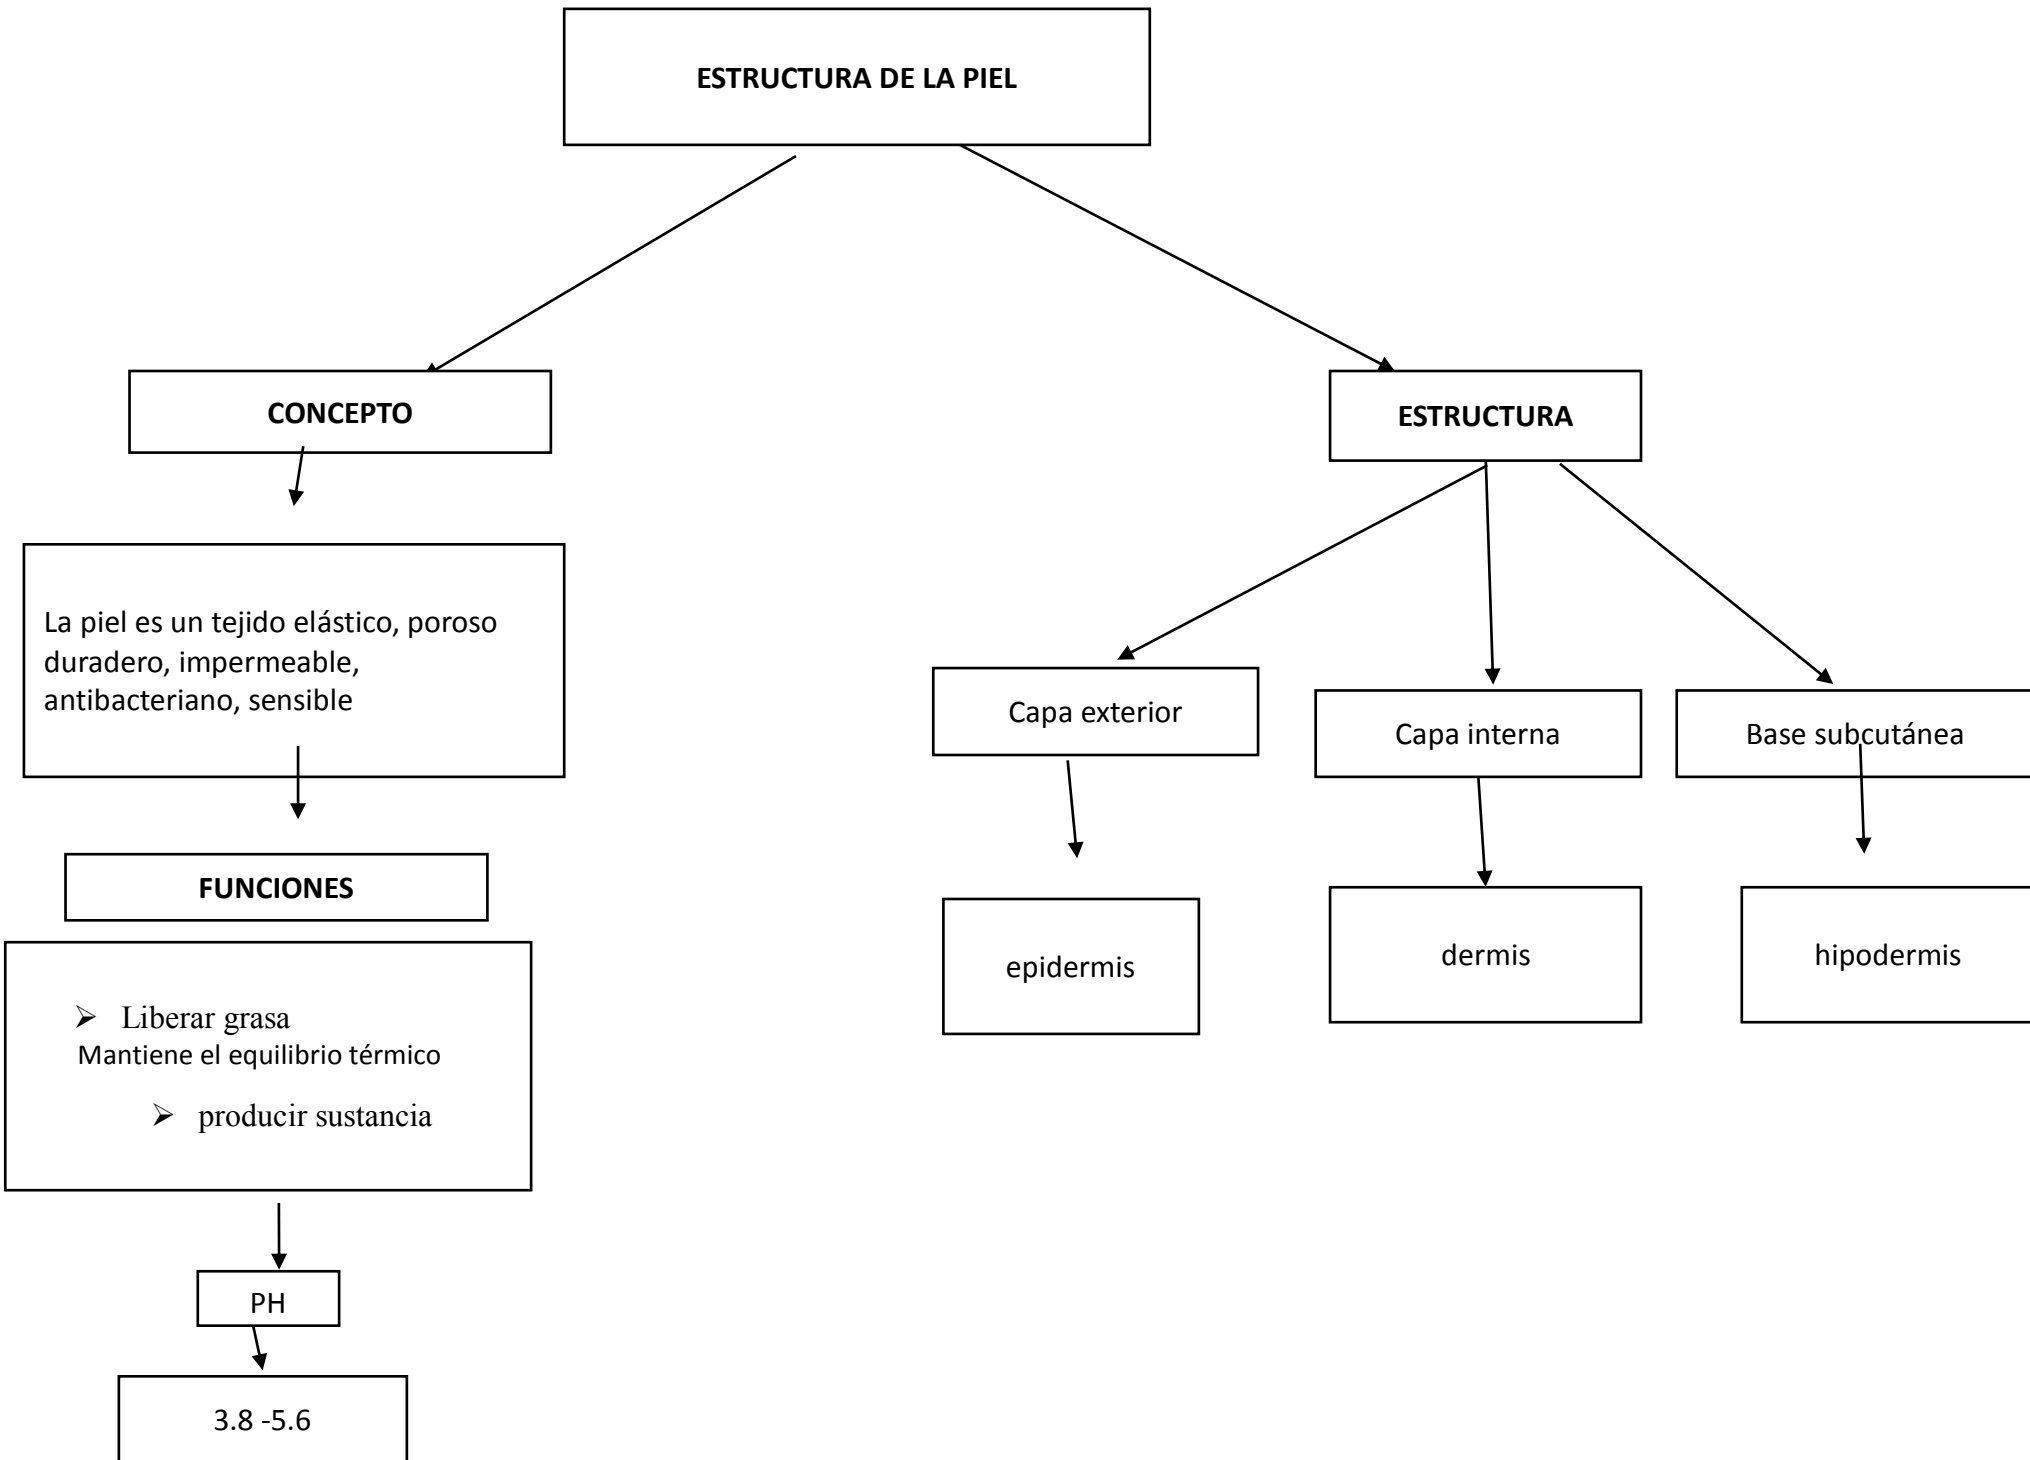 ESTRUCTURA DE LA PIEL
CONCEPTO
ESTRUCTURA
La piel es un tejido elástico, poroso
duradero, impermeable,
antibacteriano, sensible
Capa exterior
Capa interna
Base subcutánea
FUNCIONES
epidermis
dermis
hipodermis
➢ Liberar grasa
Mantiene el equilibrio térmico
➢ producir sustancia
PH
3.8 -5.6